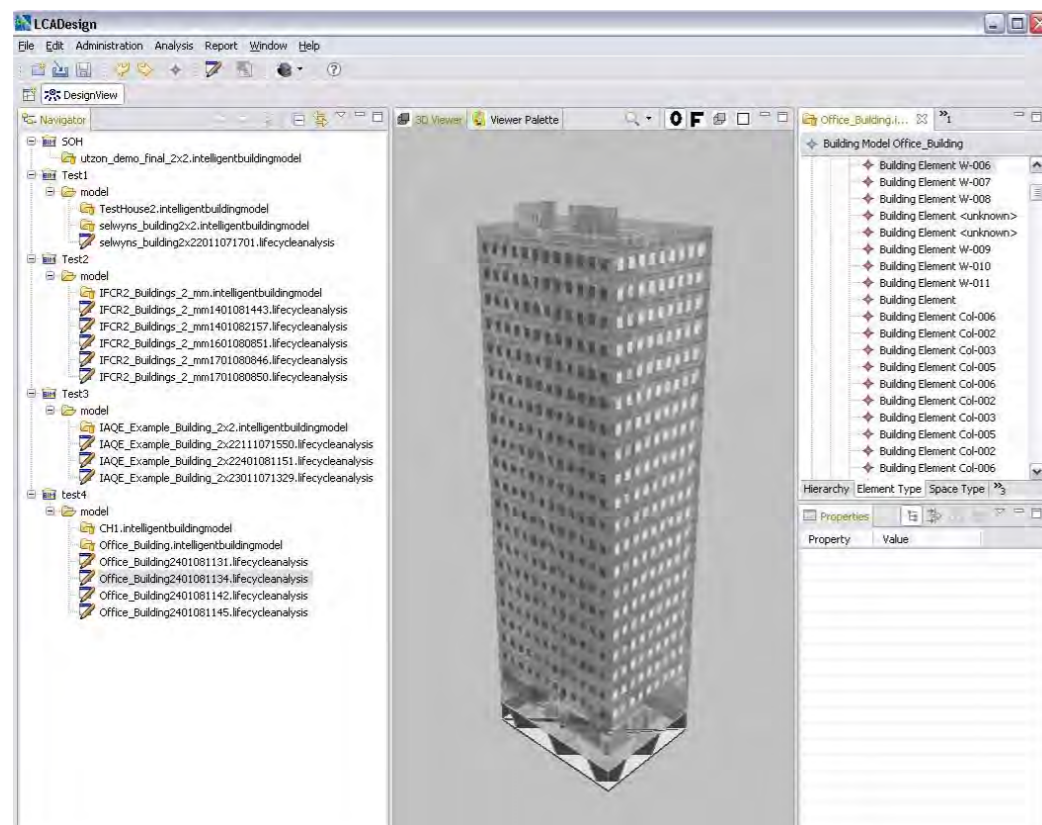 LCADesign
File Edit Administration Analysis Report Window Help
DesignView
Navigator
SOH
utzon_demo_final_2x2.intelligentbuildingmodel
Test1
model
TestHouse2.intelligentbuildingmodel
selwyns_building2x2.intelligentbuildingmodel
selwyns_building2x22011071701.lifecycleanalysis
Test2
model
IFCR2_Buildings_2_mm.intelligentbuildingmodel
IFCR2_Buildings_2_mm1401081443.lifecycleanalysis
IFCR2_Buildings_2_mm1401082157.lifecycleanalysis
IFCR2_Buildings_2_mm1601080851.lifecycleanalysis
IFCR2_Buildings_2_mm1701080846.lifecycleanalysis
IFCR2_Buildings_2_mm1701080850.lifecycleanalysis
Test3
model
IAQE_Example_Building_2x2.intelligentbuildingmodel
IAQE_Example_Building_2x22111071550.lifecycleanalysis
IAQE_Example_Building_2x22401081151.lifecycleanalysis
IAQE_Example_Building_2x23011071329.lifecycleanalysis
test4
model
CH1.intelligentbuildingmodel
Office_Building.intelligentbuildingmodel
Office_Building2401081131.lifecycleanalysis
Office_Building2401081134.lifecycleanalysis
Office_Building2401081142.lifecycleanalysis
Office_Building2401081145.lifecycleanalysis
3D Viewer Viewer Palette O F
Office_Building.i... »1
Building Model Office_Building
Building Element W-006
Building Element W-007
Building Element W-008
Building Element <unknown>
Building Element <unknown>
Building Element W-009
Building Element W-010
Building Element W-011
Building Element
Building Element Col-006
Building Element Col-002
Building Element Col-003
Building Element Col-005
Building Element Col-006
Building Element Col-002
Building Element Col-003
Building Element Col-005
Building Element Col-002
Building Element Col-006
Hierarchy Element Type Space Type »3
Properties
Property Value